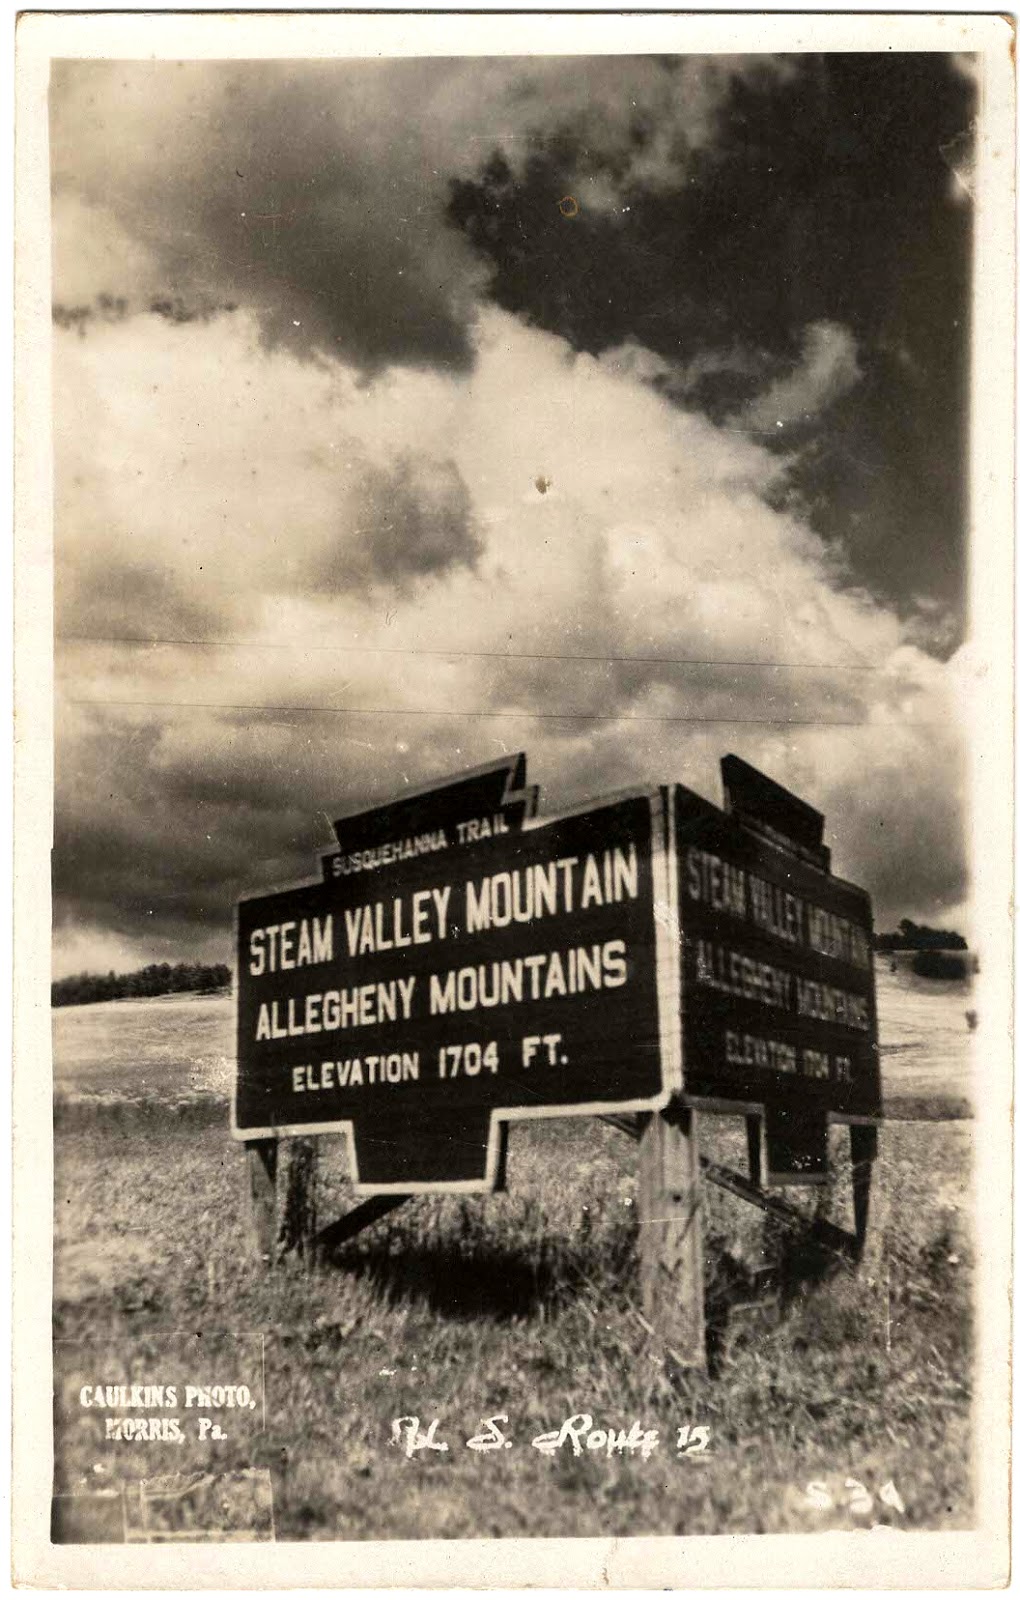 SUSQUEHANNA TRAIL
STEAM VALLEY MOUNTAIN
ALLEGHENY MOUNTAINS
ELEVATION 1704 FT.
STEAM VALLEY MOUNTAIN
ALLEGHENY MOUNTAINS
ELEVATION 1704 FT.
CAULKINS PHOTO,
MORRIS, Pa.
U. S. Route 15